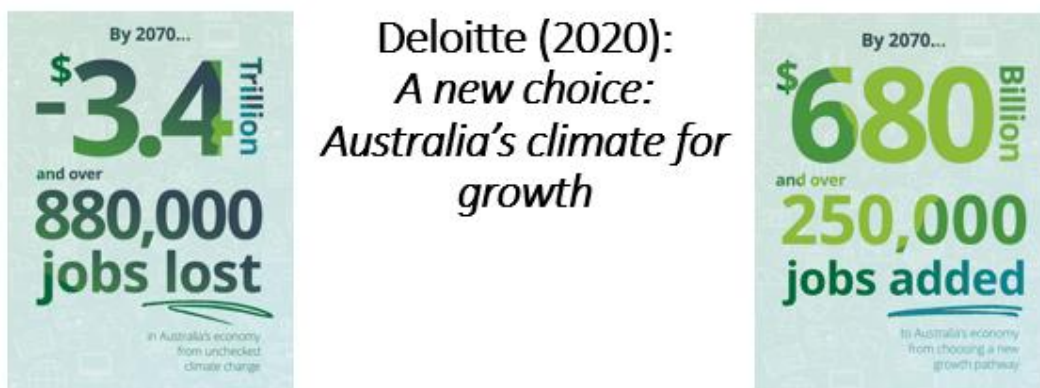 By 2070...
$
-3.4
Trillion
and over
880,000
jobs lost
in Australia's economy
from unchecked
climate change
Deloitte (2020):
A new choice:
Australia's climate for
growth
By 2070...
$
680
Billion
and over
250,000
jobs added
to Australia's economy
from choosing a new
growth pathway